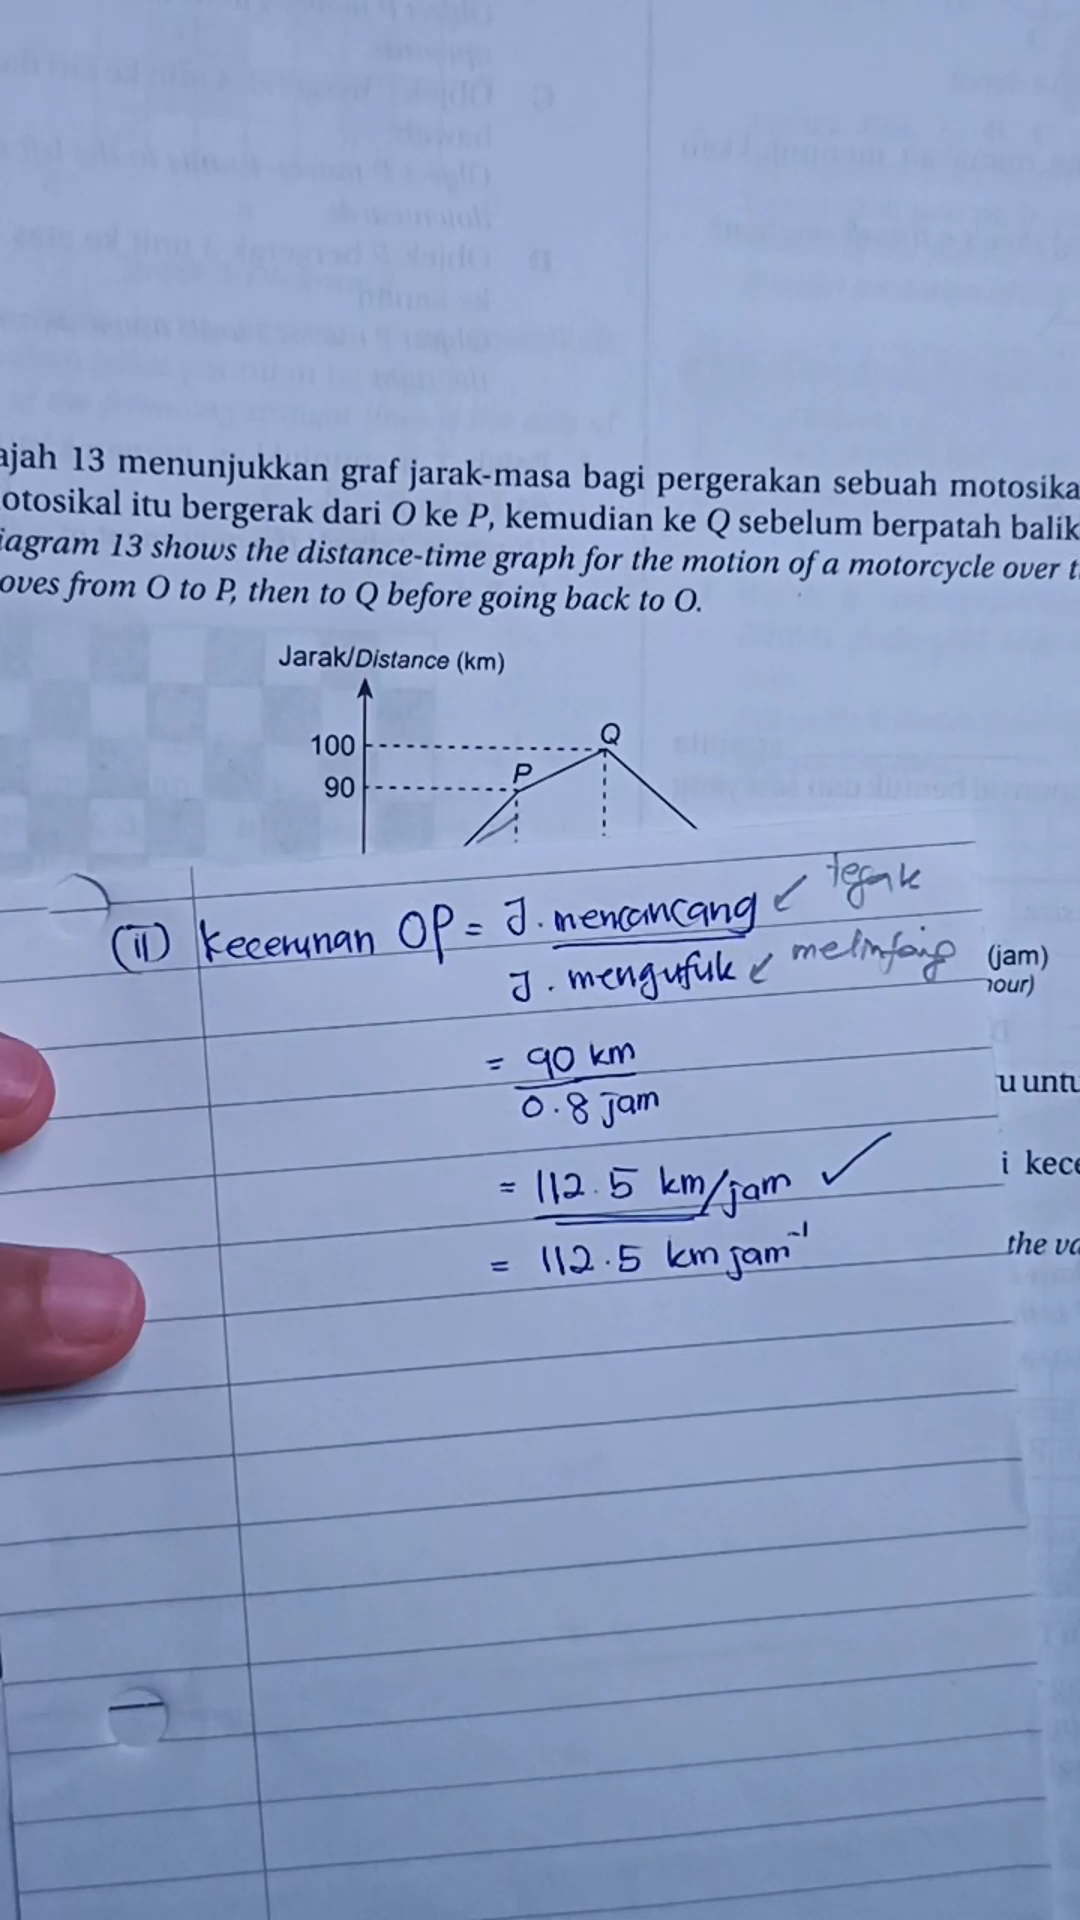 ajah 13 menunjukkan graf jarak-masa bagi pergerakan sebuah motosika
otosikal itu bergerak dari O ke P, kemudian ke Q sebelum berpatah balik
iagram 13 shows the distance-time graph for the motion of a motorcycle over t
oves from O to P, then to Q before going back to O.
Jarak/Distance (km)
100
Q
P
90
tegak
(ii) Kecerunan OP = J. mencancang ✓
J. mengufuk ✓
(jam)
hour)
= 90 km
0.8 jam
u untu
= 112.5 km/jam ✓
i kece
= 112.5 km jam⁻¹
the va